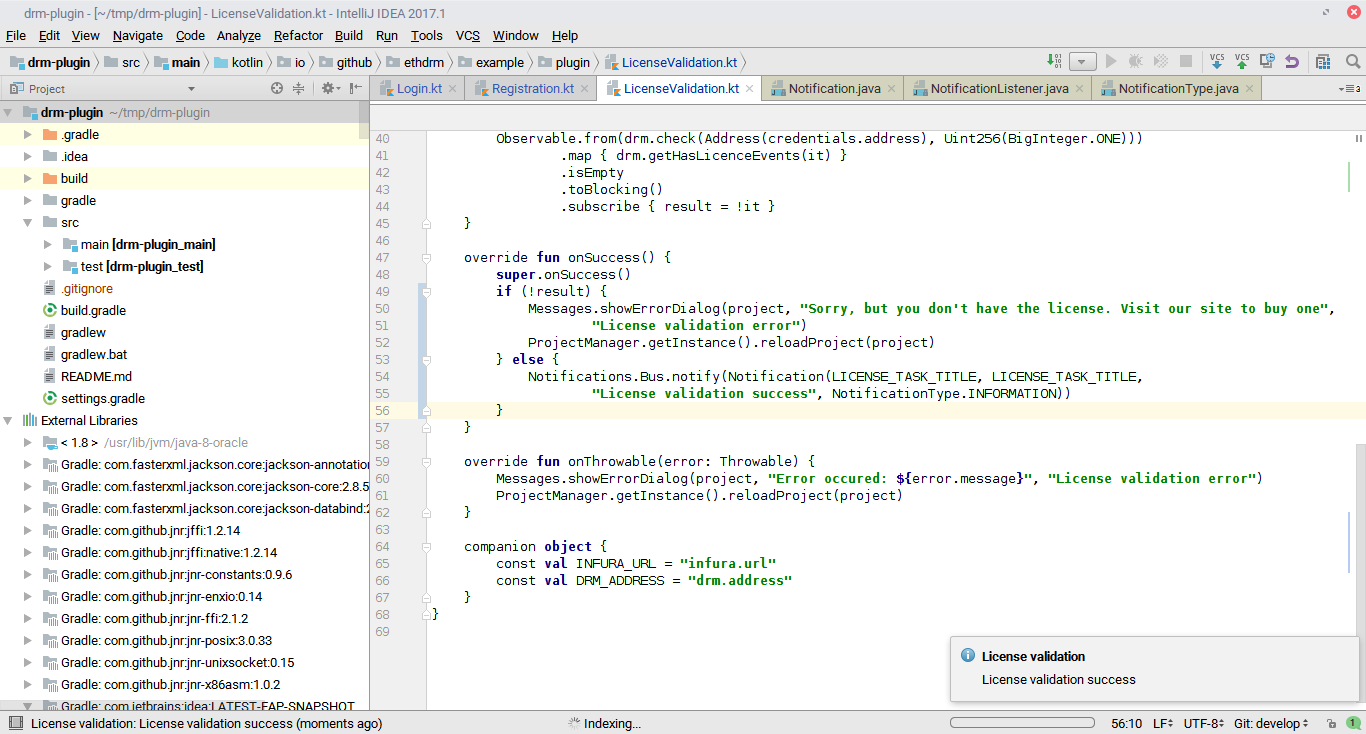 drm-plugin - [~/tmp/drm-plugin] - LicenseValidation.kt - IntelliJ IDEA 2017.1
File Edit View Navigate Code Analyze Refactor Build Run Tools VCS Window Help
drm-plugin src main kotlin io github ethdrm example plugin LicenseValidation.kt
VCS VCS
Project
Login.kt Registration.kt LicenseValidation.kt Notification.java NotificationListener.java NotificationType.java 3
drm-plugin ~/tmp/drm-plugin
.gradle
.idea
build
gradle
src
main [drm-plugin_main]
test [drm-plugin_test]
.gitignore
build.gradle
gradlew
gradlew.bat
README.md
settings.gradle
External Libraries
< 1.8 > /usr/lib/jvm/java-8-oracle
Gradle: com.fasterxml.jackson.core:jackson-annotation
Gradle: com.fasterxml.jackson.core:jackson-core:2.8.5
Gradle: com.fasterxml.jackson.core:jackson-databind:2
Gradle: com.github.jnr:jffi:1.2.14
Gradle: com.github.jnr:jffi:native:1.2.14
Gradle: com.github.jnr:jnr-constants:0.9.6
Gradle: com.github.jnr:jnr-enxio:0.14
Gradle: com.github.jnr:jnr-ffi:2.1.2
Gradle: com.github.jnr:jnr-posix:3.0.33
Gradle: com.github.jnr:jnr-unixsocket:0.15
Gradle: com.github.jnr:jnr-x86asm:1.0.2
Gradle: com.jetbrains:idea:LATEST-EAP-SNAPSHOT
40 Observable.from(drm.check(Address(credentials.address), Uint256(BigInteger.ONE)))
41 .map { drm.getHasLicenceEvents(it) }
42 .isEmpty
43 .toBlocking()
44 .subscribe { result = !it }
45 }
46
47 override fun onSuccess() {
48 super.onSuccess()
49 if (!result) {
50 Messages.showErrorDialog(project, "Sorry, but you don't have the license. Visit our site to buy one",
51 "License validation error")
52 ProjectManager.getInstance().reloadProject(project)
53 } else {
54 Notifications.Bus.notify(Notification(LICENSE_TASK_TITLE, LICENSE_TASK_TITLE,
55 "License validation success", NotificationType.INFORMATION))
56 }
57 }
58
59 override fun onThrowable(error: Throwable) {
60 Messages.showErrorDialog(project, "Error occured: ${error.message}", "License validation error")
61 ProjectManager.getInstance().reloadProject(project)
62 }
63
64 companion object {
65 const val INFURA_URL = "infura.url"
66 const val DRM_ADDRESS = "drm.address"
67 }
68 }
69
License validation
License validation success
License validation: License validation success (moments ago) Indexing... 56:10 LF UTF-8 Git: develop 1